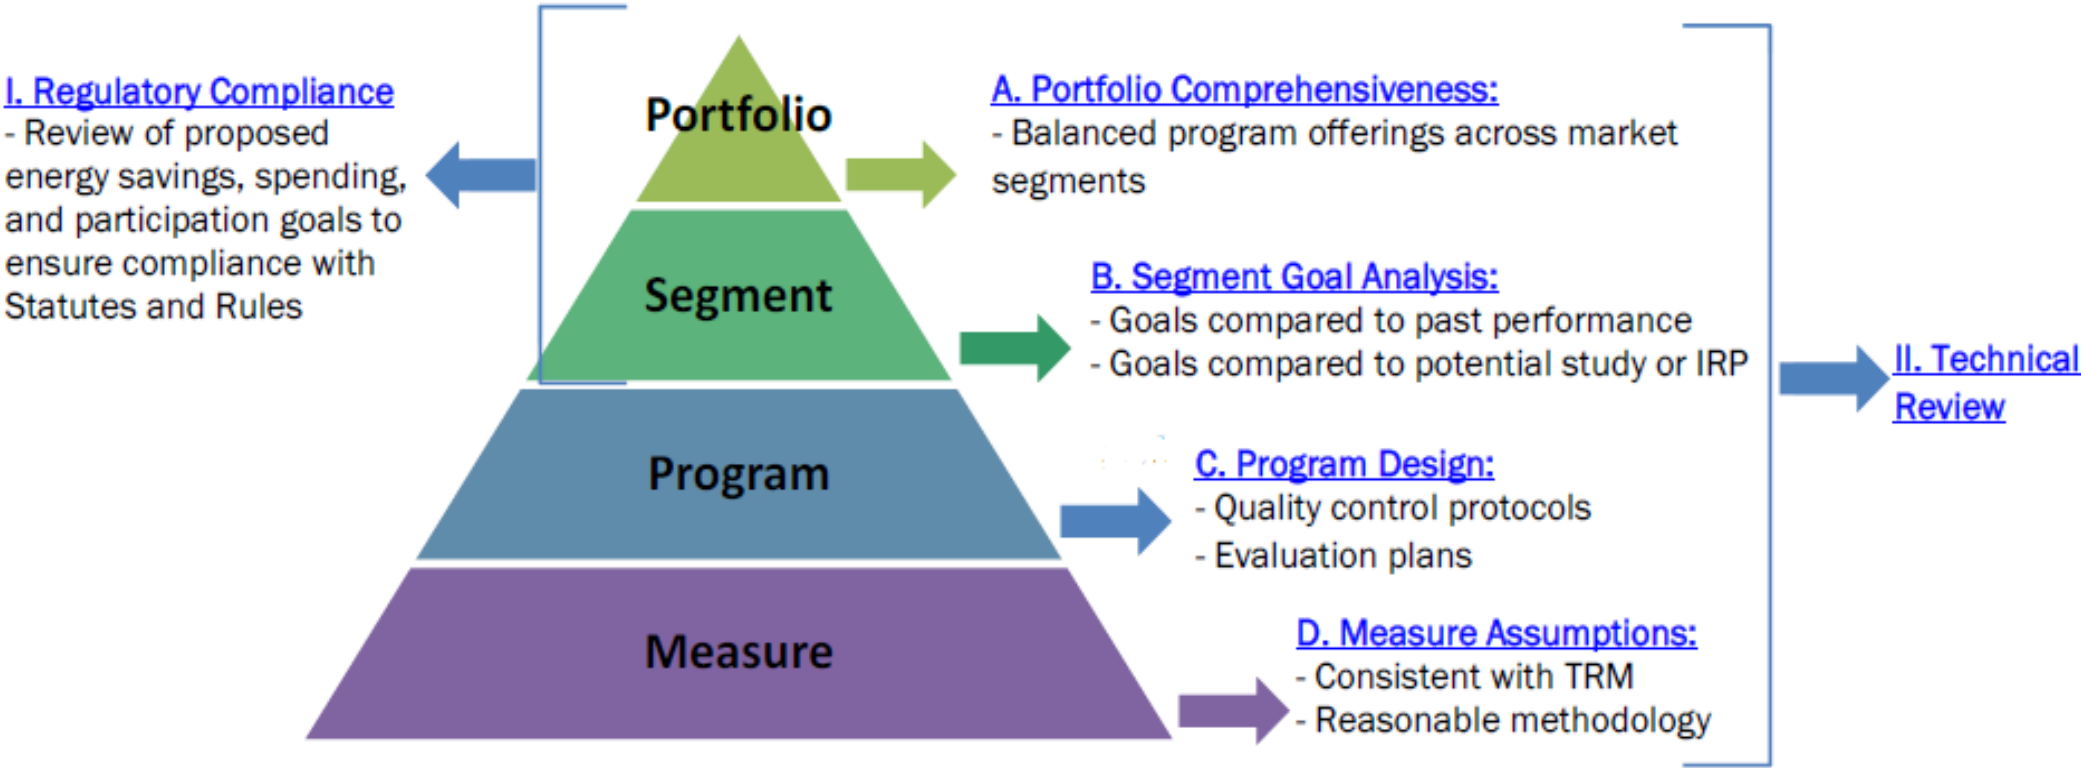 I. Regulatory Compliance
- Review of proposed
energy savings, spending,
and participation goals to
ensure compliance with
Statutes and Rules
Portfolio
Segment
Program
Measure
A. Portfolio Comprehensiveness:
- Balanced program offerings across market
segments
B. Segment Goal Analysis:
- Goals compared to past performance
- Goals compared to potential study or IRP
C. Program Design:
- Quality control protocols
- Evaluation plans
D. Measure Assumptions:
- Consistent with TRM
- Reasonable methodology
II. Technical
Review